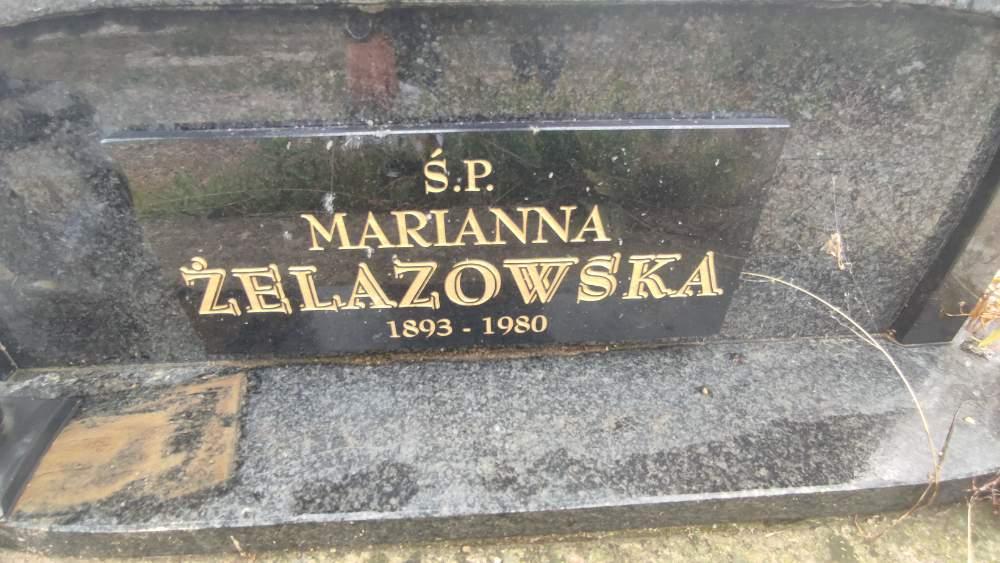 Ś.P.
MARIANNA
ŻELAZOWSKA
1893 - 1980